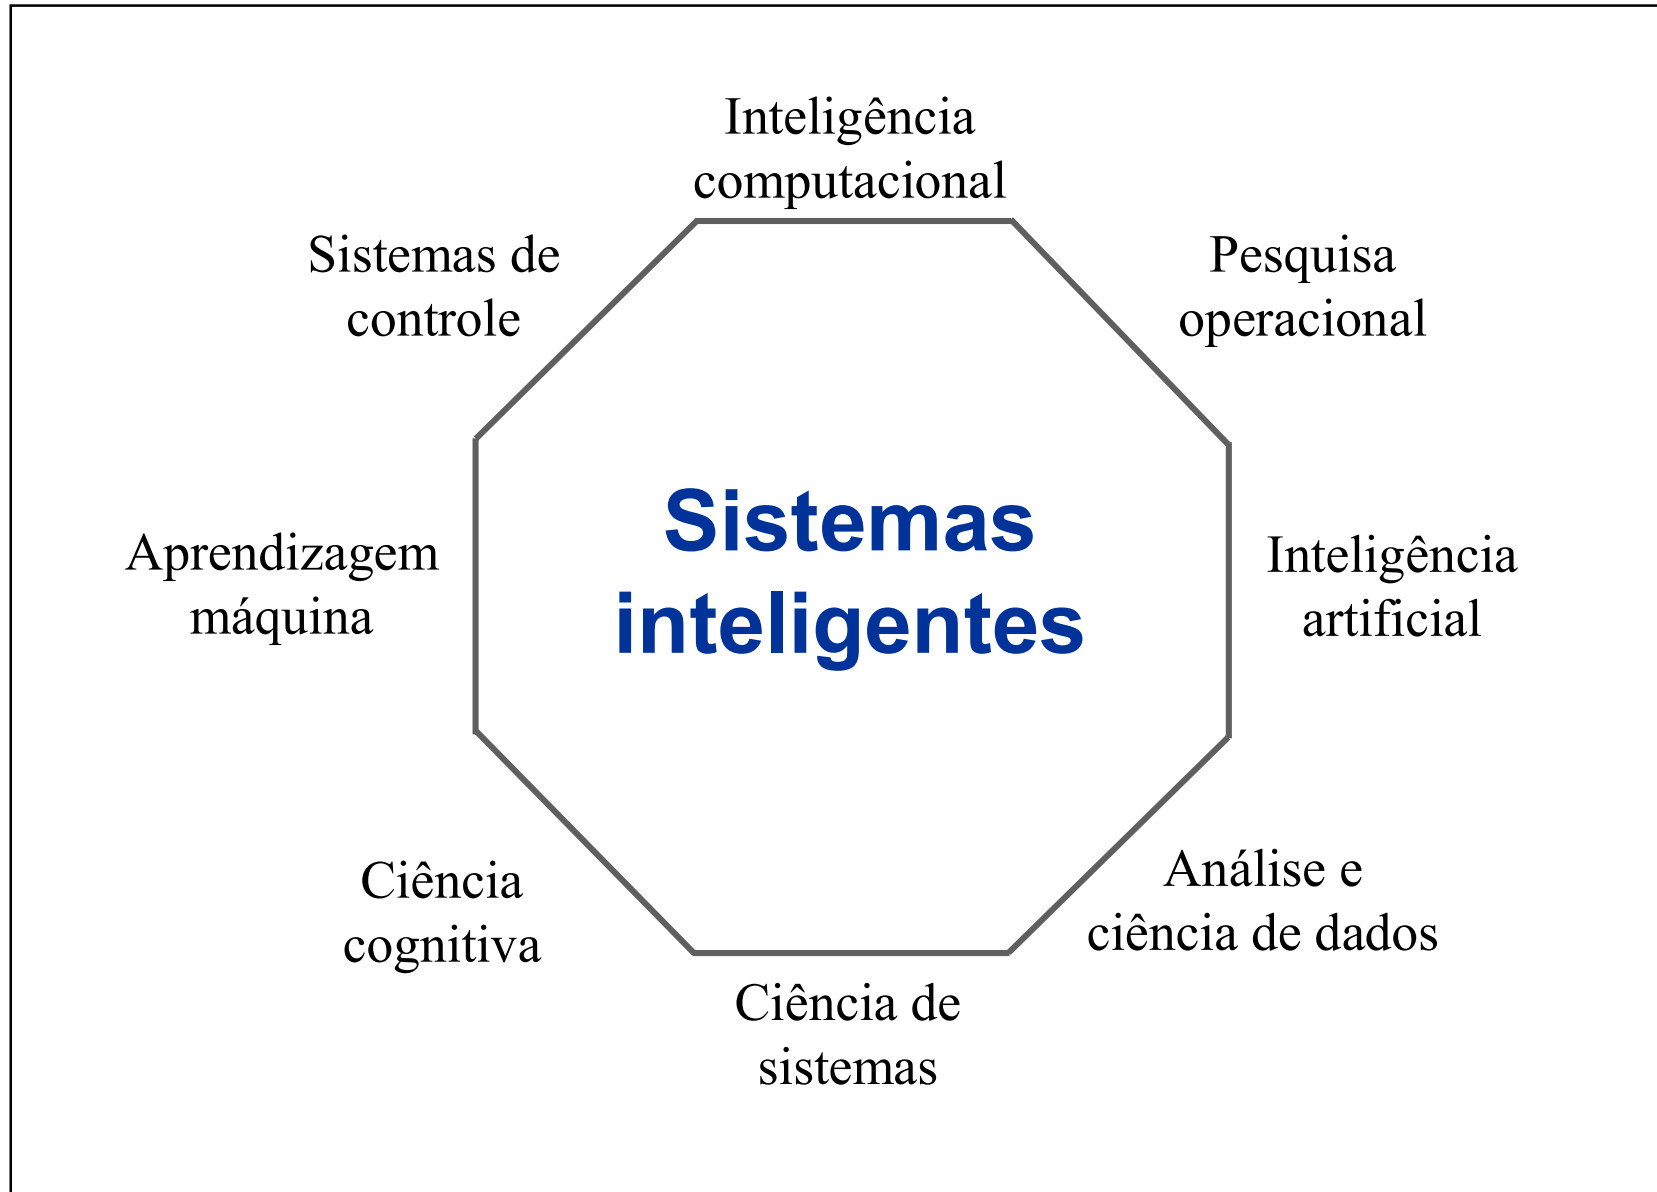 Inteligência
computacional
Sistemas de
controle
Pesquisa
operacional
Sistemas
inteligentes
Aprendizagem
máquina
Inteligência
artificial
Ciência
cognitiva
Análise e
ciência de dados
Ciência de
sistemas